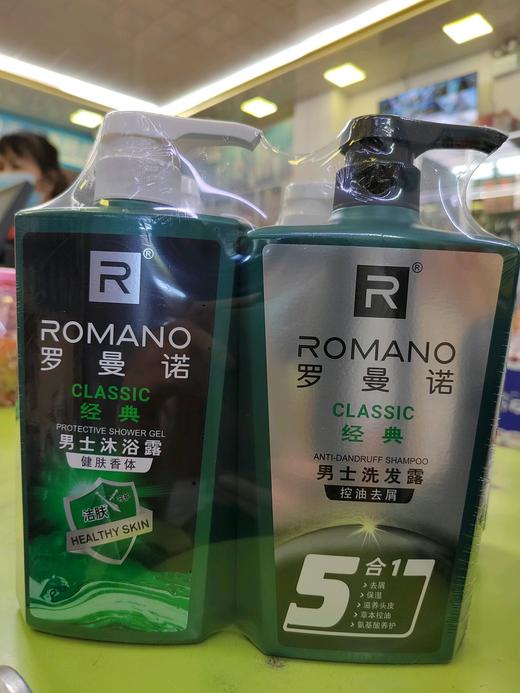 R®
ROMANO
罗曼诺
CLASSIC
经典
PROTECTIVE SHOWER GEL
男士沐浴露
健肤香体
洁肤
HEALTHY SKIN
R®
ROMANO
罗曼诺
CLASSIC
经典
ANTI-DANDRUFF SHAMPOO
男士洗发露
控油去屑
5合1
去屑
保湿
滋养头皮
草本控油
氨基酸养护